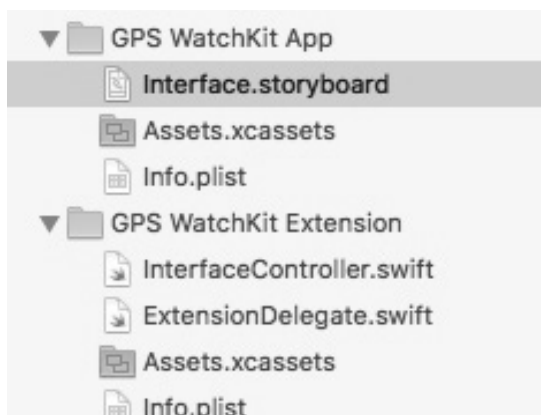 GPS WatchKit App
Interface.storyboard
Assets.xcassets
Info.plist
GPS WatchKit Extension
InterfaceController.swift
ExtensionDelegate.swift
Assets.xcassets
Info.plist